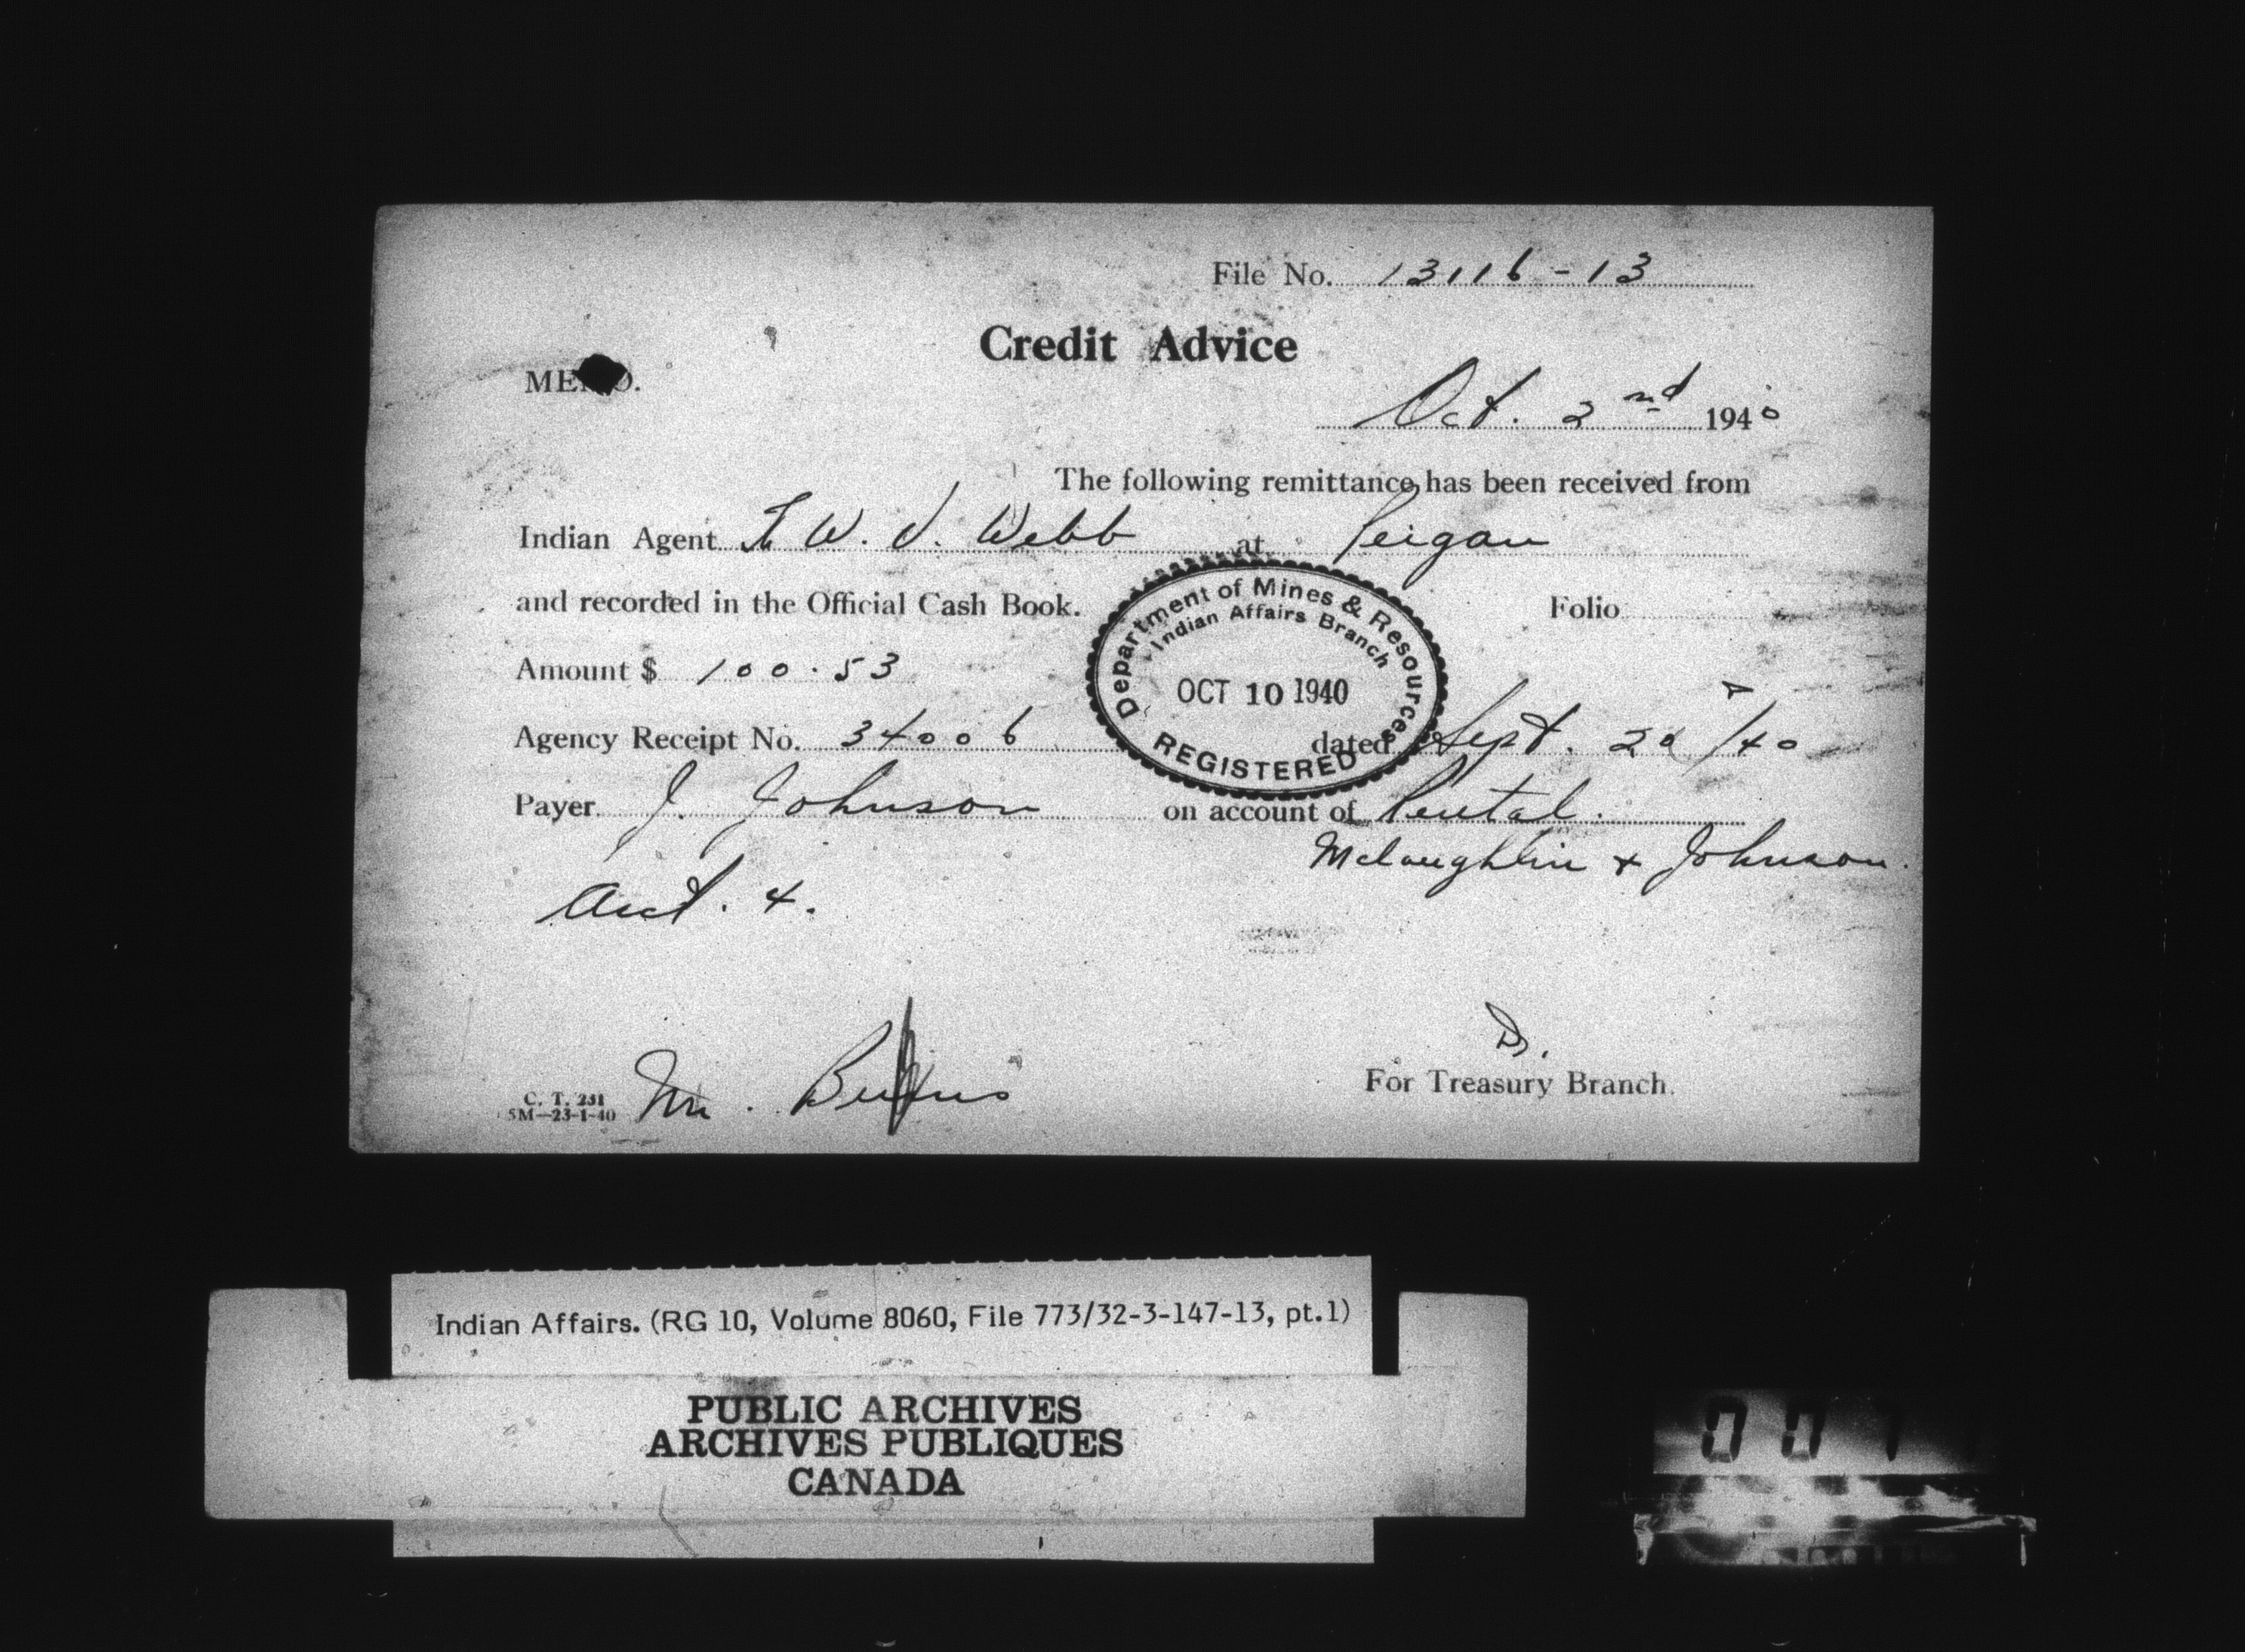 File No. 13116-13
Credit Advice
MEMO.
Oct. 2nd 1940
The following remittance has been received from
Indian Agent W. J. Webb at Peigan
and recorded in the Official Cash Book. Folio
Department of Mines & Resources
Indian Affairs Branch
OCT 10 1940
REGISTERED
Amount $ 100.53
Agency Receipt No. 34006 dated Sept. /40
Payer J. Johnson on account of Rental.
McLaughlin & Johnson.
Acct. 4.
For Treasury Branch.
C. T. 231
5M—23-1-40
Mr.
Indian Affairs. (RG 10, Volume 8060, File 773/32-3-147-13, pt.1)
PUBLIC ARCHIVES
ARCHIVES PUBLIQUES
CANADA